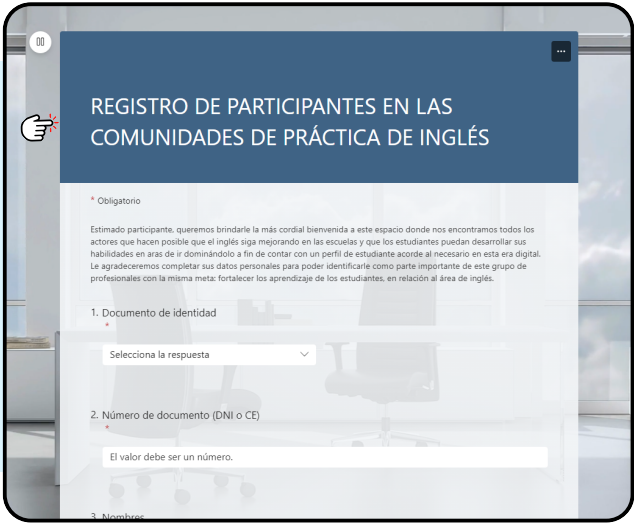 REGISTRO DE PARTICIPANTES EN LAS
COMUNIDADES DE PRÁCTICA DE INGLÉS
* Obligatorio
Estimado participante, queremos brindarle la más cordial bienvenida a este espacio donde nos encontramos todos los
actores que hacen posible que el inglés siga mejorando en las escuelas y que los estudiantes puedan desarrollar sus
habilidades en aras de ir dominándolo a fin de contar con un perfil de estudiante acorde al necesario en esta era digital.
Le agradeceremos completar sus datos personales para poder identificarle como parte importante de este grupo de
profesionales con la misma meta: fortalecer los aprendizaje de los estudiantes, en relación al área de inglés.
1. Documento de identidad
*
Selecciona la respuesta
2. Número de documento (DNI o CE)
*
El valor debe ser un número.
3. Nombres